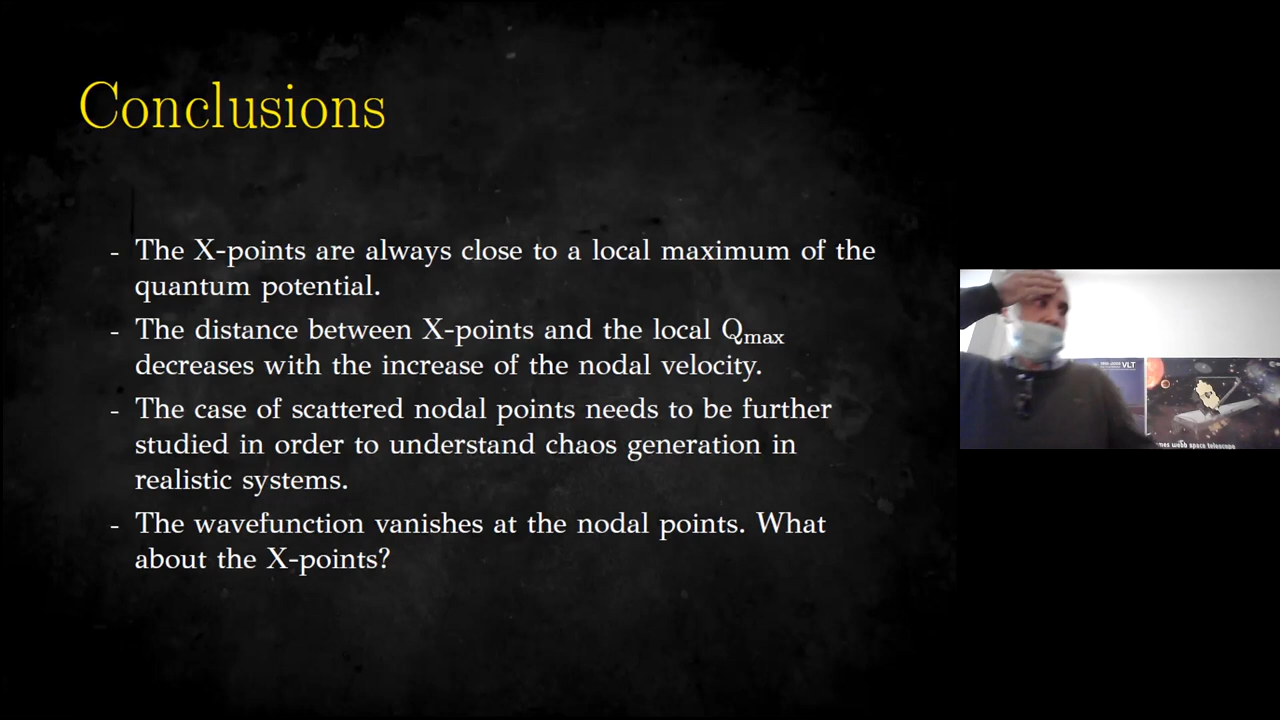 Conclusions
- The X-points are always close to a local maximum of the
quantum potential.
- The distance between X-points and the local Qmax
decreases with the increase of the nodal velocity.
- The case of scattered nodal points needs to be further
studied in order to understand chaos generation in
realistic systems.
- The wavefunction vanishes at the nodal points. What
about the X-points?
VLT
webb space telescope